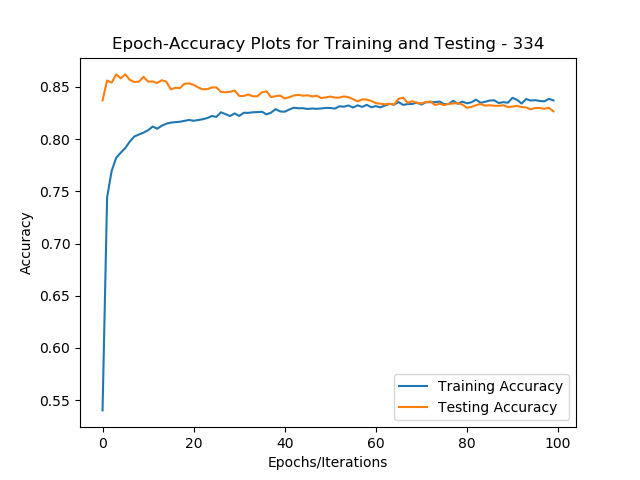 Epoch-Accuracy Plots for Training and Testing - 334
0.85
0.80
0.75
0.70
0.65
0.60
0.55
Accuracy
0 20 40 60 80 100
Epochs/Iterations
Training Accuracy
Testing Accuracy